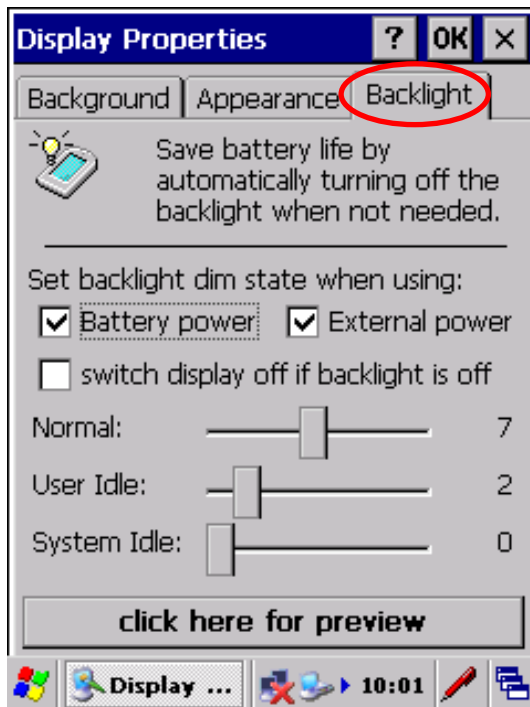 Display Properties ? OK ×
Background Appearance Backlight
Save battery life by
automatically turning off the
backlight when not needed.
Set backlight dim state when using:
Battery power External power
switch display off if backlight is off
Normal: 7
User Idle: 2
System Idle: 0
click here for preview
Display ... 10:01